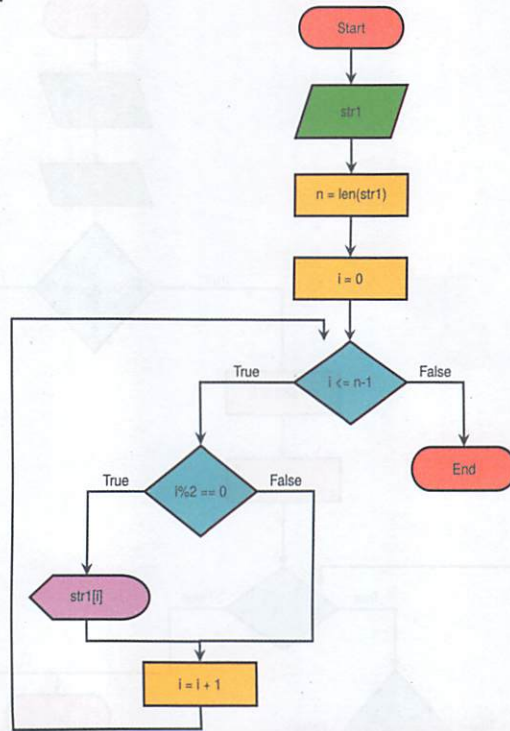 Start
str1
n = len(str1)
i = 0
i <= n-1
True
False
End
i%2 == 0
True
False
str1[i]
i = i + 1